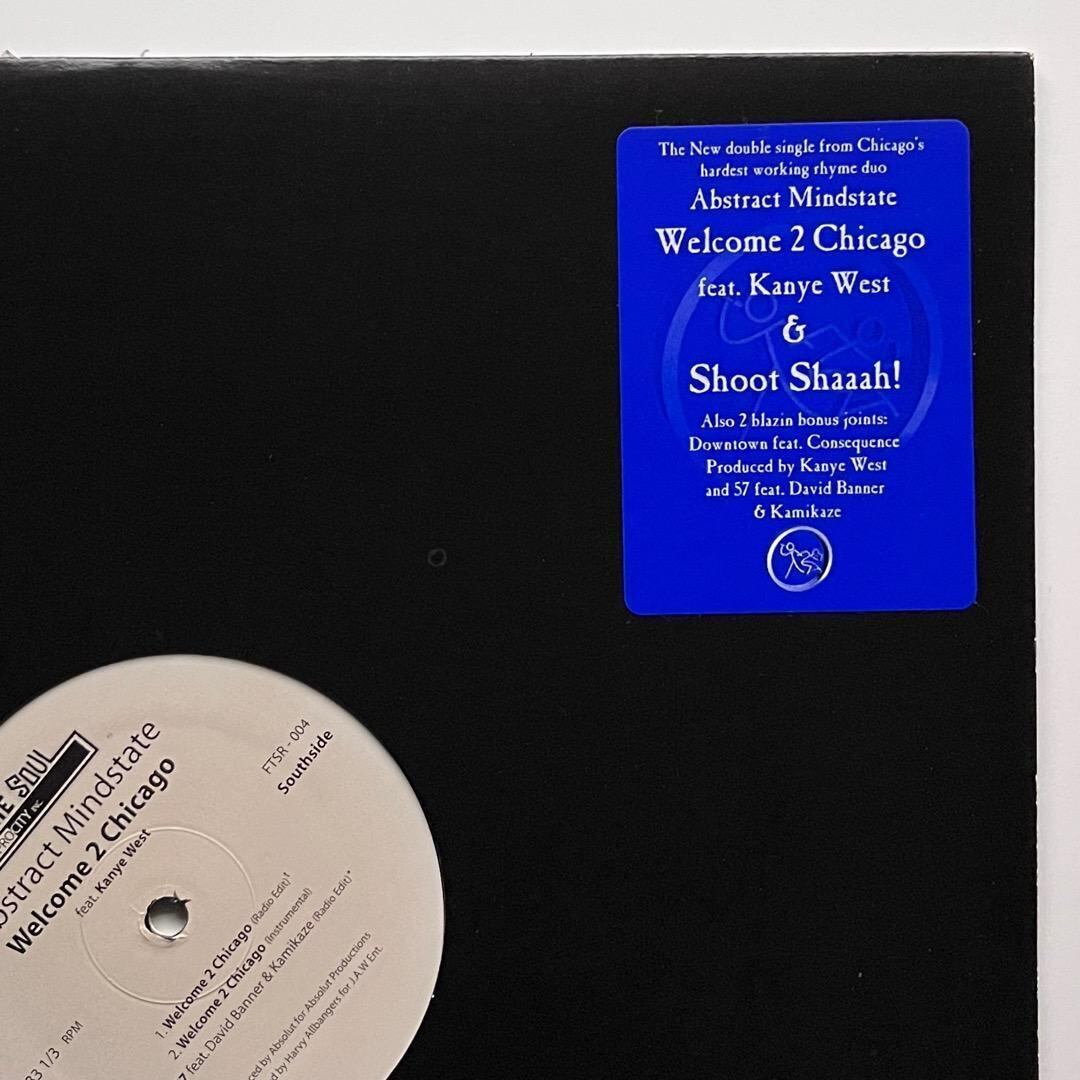 The New double single from Chicago's
hardest working rhyme duo
Abstract Mindstate
Welcome 2 Chicago
feat. Kanye West
&
Shoot Shaaah!
Also 2 blazin bonus joints:
Downtown feat. Consequence
Produced by Kanye West
and 57 feat. David Banner
& Kamikaze
SOUL
INC
Mindstate
Welcome 2 Chicago
feat. Kanye West
FTSR - 004
Southside
1. Welcome 2 Chicago (Radio Edit)
2. Welcome 2 Chicago (Instrumental)
feat. David Banner & Kamikaze (Radio Edit)*
by Absolut for Absolut Productions
by Harvy Allbangers for J.A.W Ent.
33 1/3 RPM